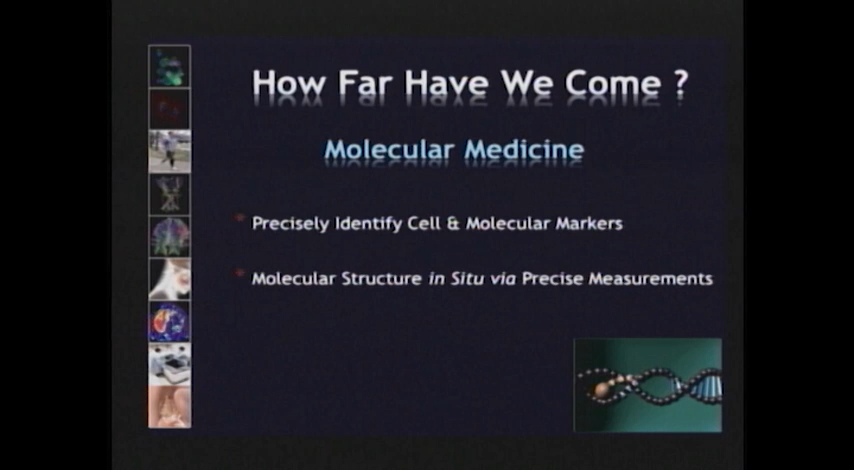 How Far Have We Come ?
Molecular Medicine
* Precisely Identify Cell & Molecular Markers
* Molecular Structure in Situ via Precise Measurements